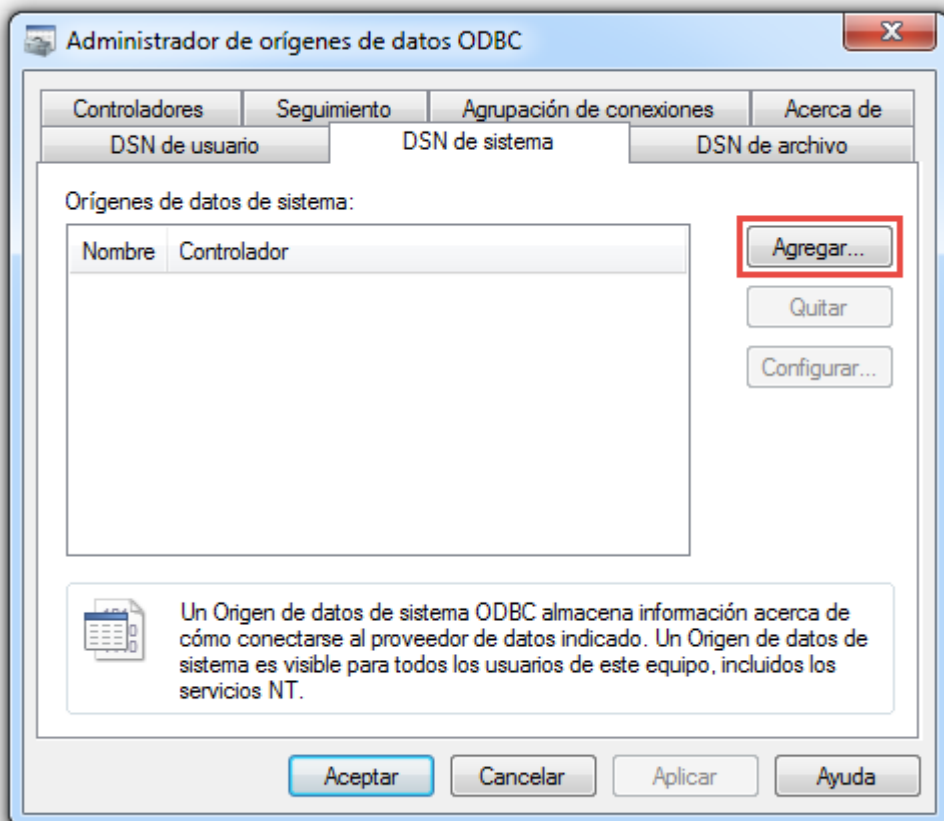 Administrador de orígenes de datos ODBC
Controladores
Seguimiento
Agrupación de conexiones
Acerca de
DSN de usuario
DSN de sistema
DSN de archivo
Orígenes de datos de sistema:
Nombre
Controlador
Agregar...
Quitar
Configurar...
Un Origen de datos de sistema ODBC almacena información acerca de
cómo conectarse al proveedor de datos indicado. Un Origen de datos de
sistema es visible para todos los usuarios de este equipo, incluidos los
servicios NT.
Aceptar
Cancelar
Aplicar
Ayuda